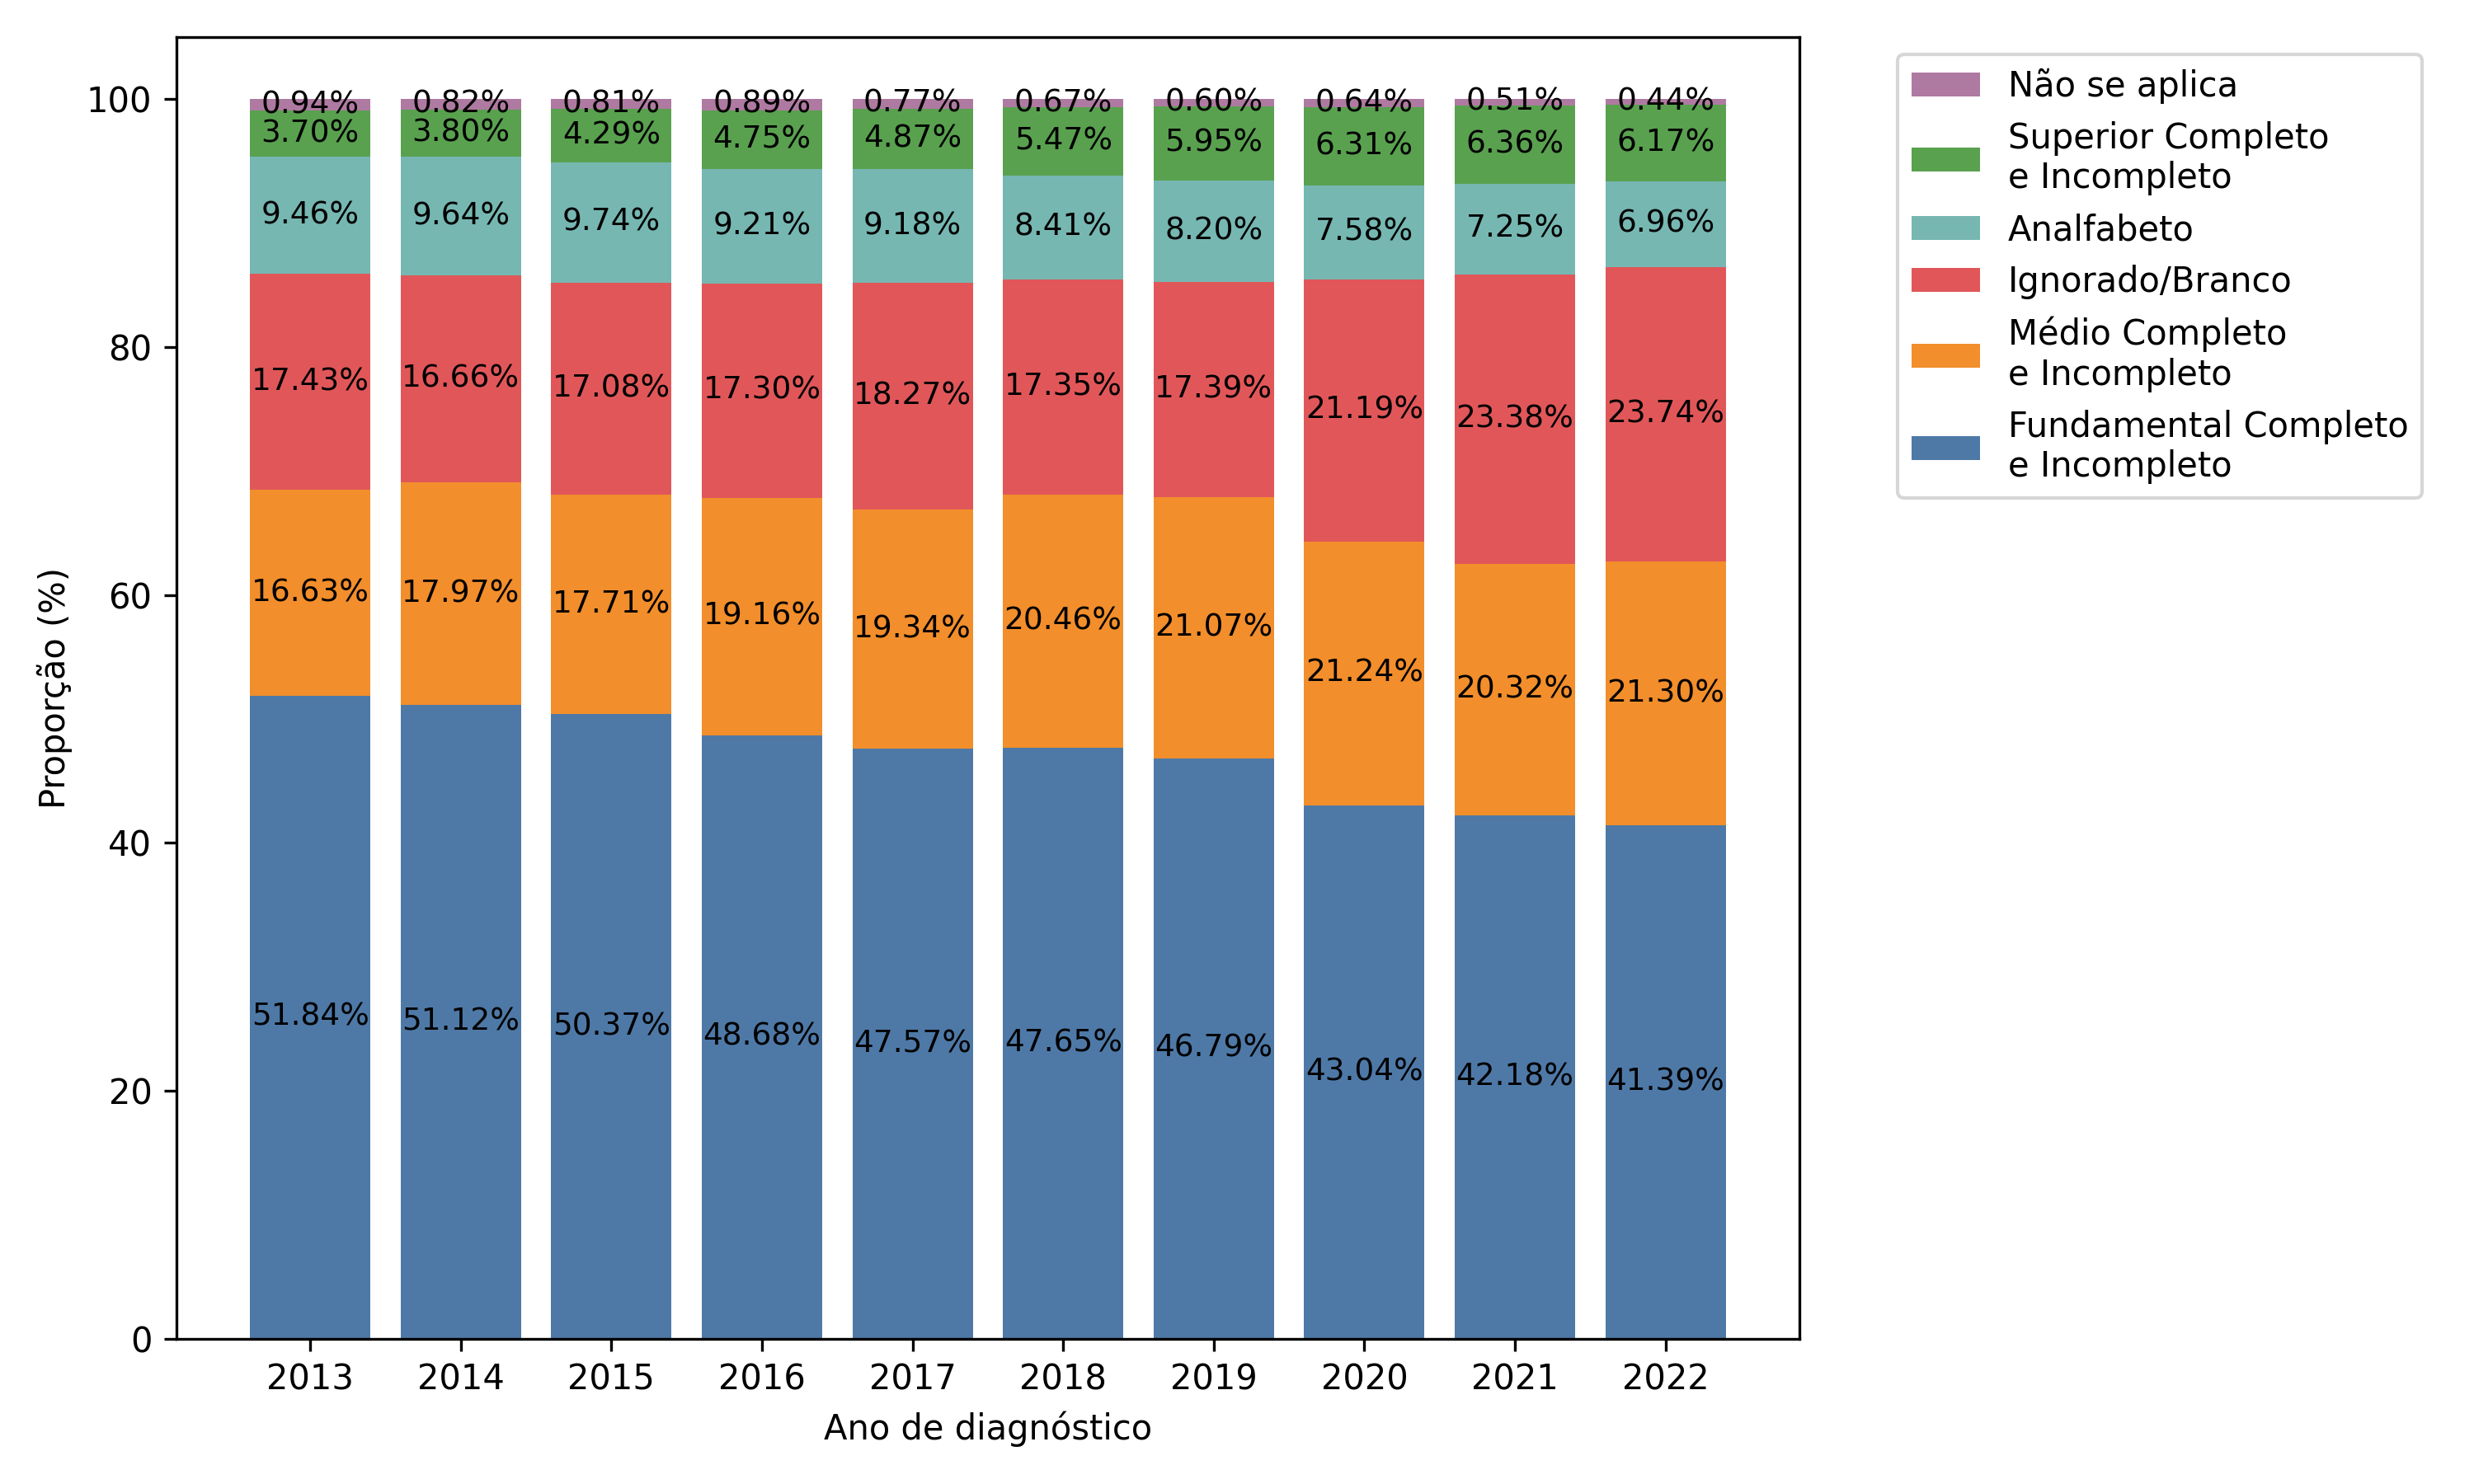 100
80
60
40
20
0
Proporção (%)
0.94% 0.82% 0.81% 0.89% 0.77% 0.67% 0.60% 0.64% 0.51% 0.44%
3.70% 3.80% 4.29% 4.75% 4.87% 5.47% 5.95% 6.31% 6.36% 6.17%
9.46% 9.64% 9.74% 9.21% 9.18% 8.41% 8.20% 7.58% 7.25% 6.96%
17.43% 16.66% 17.08% 17.30% 18.27% 17.35% 17.39% 21.19% 23.38% 23.74%
16.63% 17.97% 17.71% 19.16% 19.34% 20.46% 21.07% 21.24% 20.32% 21.30%
51.84% 51.12% 50.37% 48.68% 47.57% 47.65% 46.79% 43.04% 42.18% 41.39%
2013 2014 2015 2016 2017 2018 2019 2020 2021 2022
Ano de diagnóstico
Não se aplica
Superior Completo
e Incompleto
Analfabeto
Ignorado/Branco
Médio Completo
e Incompleto
Fundamental Completo
e Incompleto